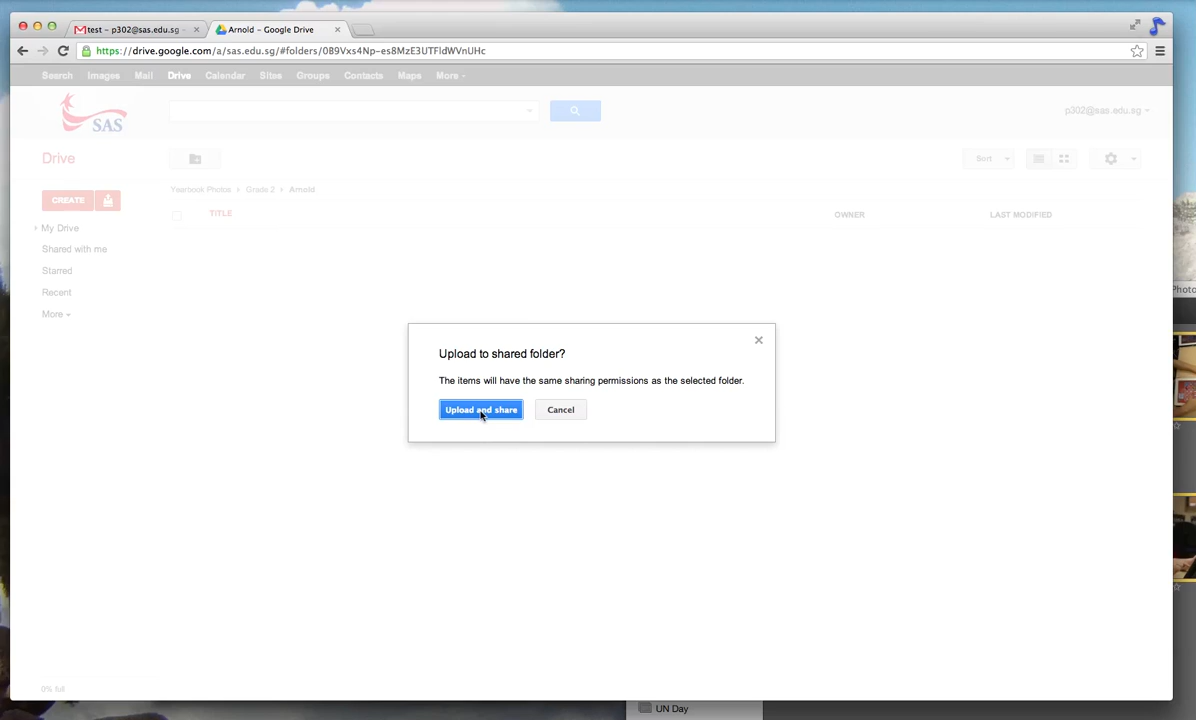 test - p302@sas.edu.sg -
Arnold - Google Drive
https://drive.google.com/a/sas.edu.sg/#folders/0B9Vxs4Np-es8MzE3UTFldWVnUHc
Search Images Mail Drive Calendar Sites Groups Contacts Maps More
SAS
p302@sas.edu.sg
Drive
Sort
Yearbook Photos > Grade 2 > Arnold
CREATE
TITLE
OWNER
LAST MODIFIED
My Drive
Shared with me
Starred
Recent
More
Photo
Upload to shared folder?
The items will have the same sharing permissions as the selected folder.
Upload and share
Cancel
0% full
UN Day